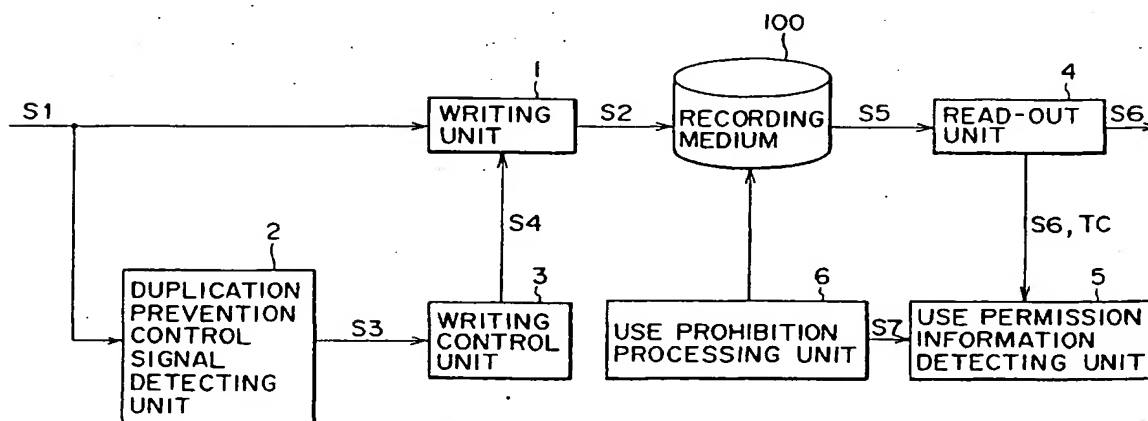 100
S1
1
WRITING
UNIT
S2
RECORDING
MEDIUM
S5
4
READ-OUT
UNIT
S6
S4
S6, TC
2
DUPLICATION
PREVENTION
CONTROL
SIGNAL
DETECTING
UNIT
S3
3
WRITING
CONTROL
UNIT
6
USE PROHIBITION
PROCESSING UNIT
S7
5
USE PERMISSION
INFORMATION
DETECTING UNIT